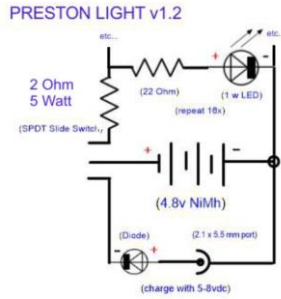 PRESTON LIGHT v1.2
etc...
etc.
+
-
2 Ohm
5 Watt
(22 Ohm)
(1 w LED)
(repeat 16x)
(SPDT Slide Switch)
+
-
(4.8v NiMh)
(Diode)
(2.1 x 5.5 mm port)
-
+
(charge with 5-8vdc)